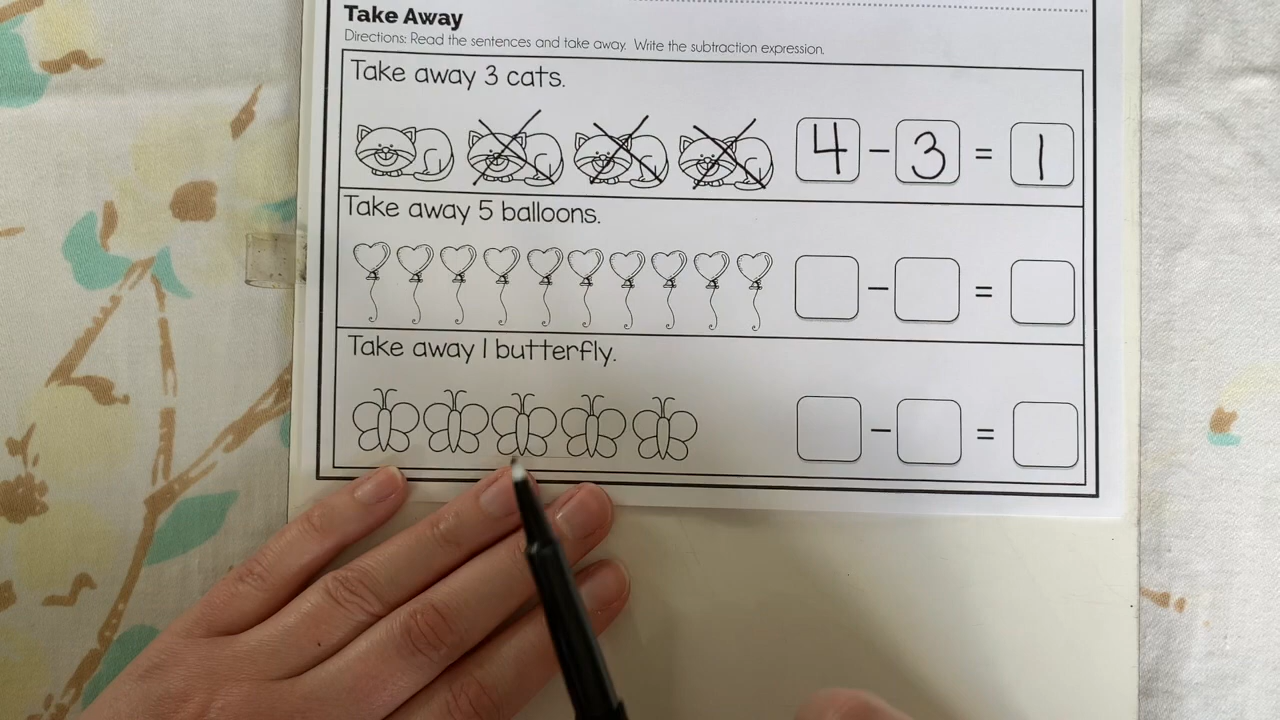 Take Away
Directions: Read the sentences and take away. Write the subtraction expression.
Take away 3 cats.
4 - 3 = 1
Take away 5 balloons.
- =
Take away 1 butterfly.
- =